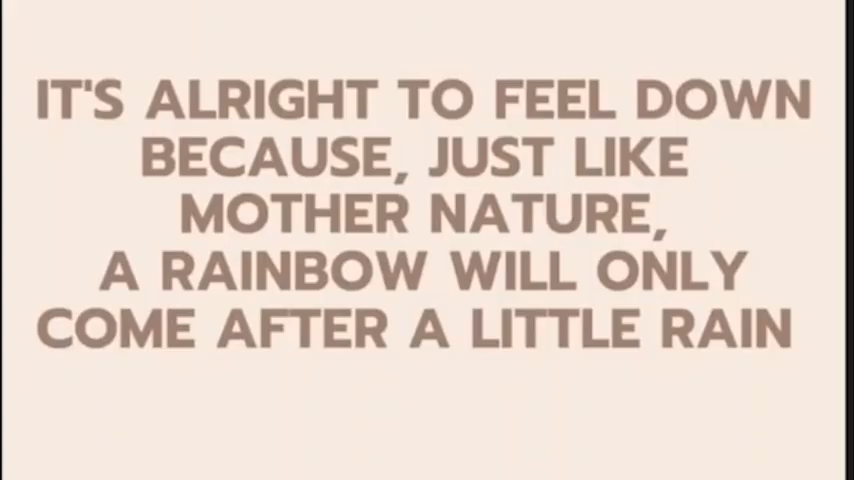 IT'S ALRIGHT TO FEEL DOWN
BECAUSE, JUST LIKE
MOTHER NATURE,
A RAINBOW WILL ONLY
COME AFTER A LITTLE RAIN